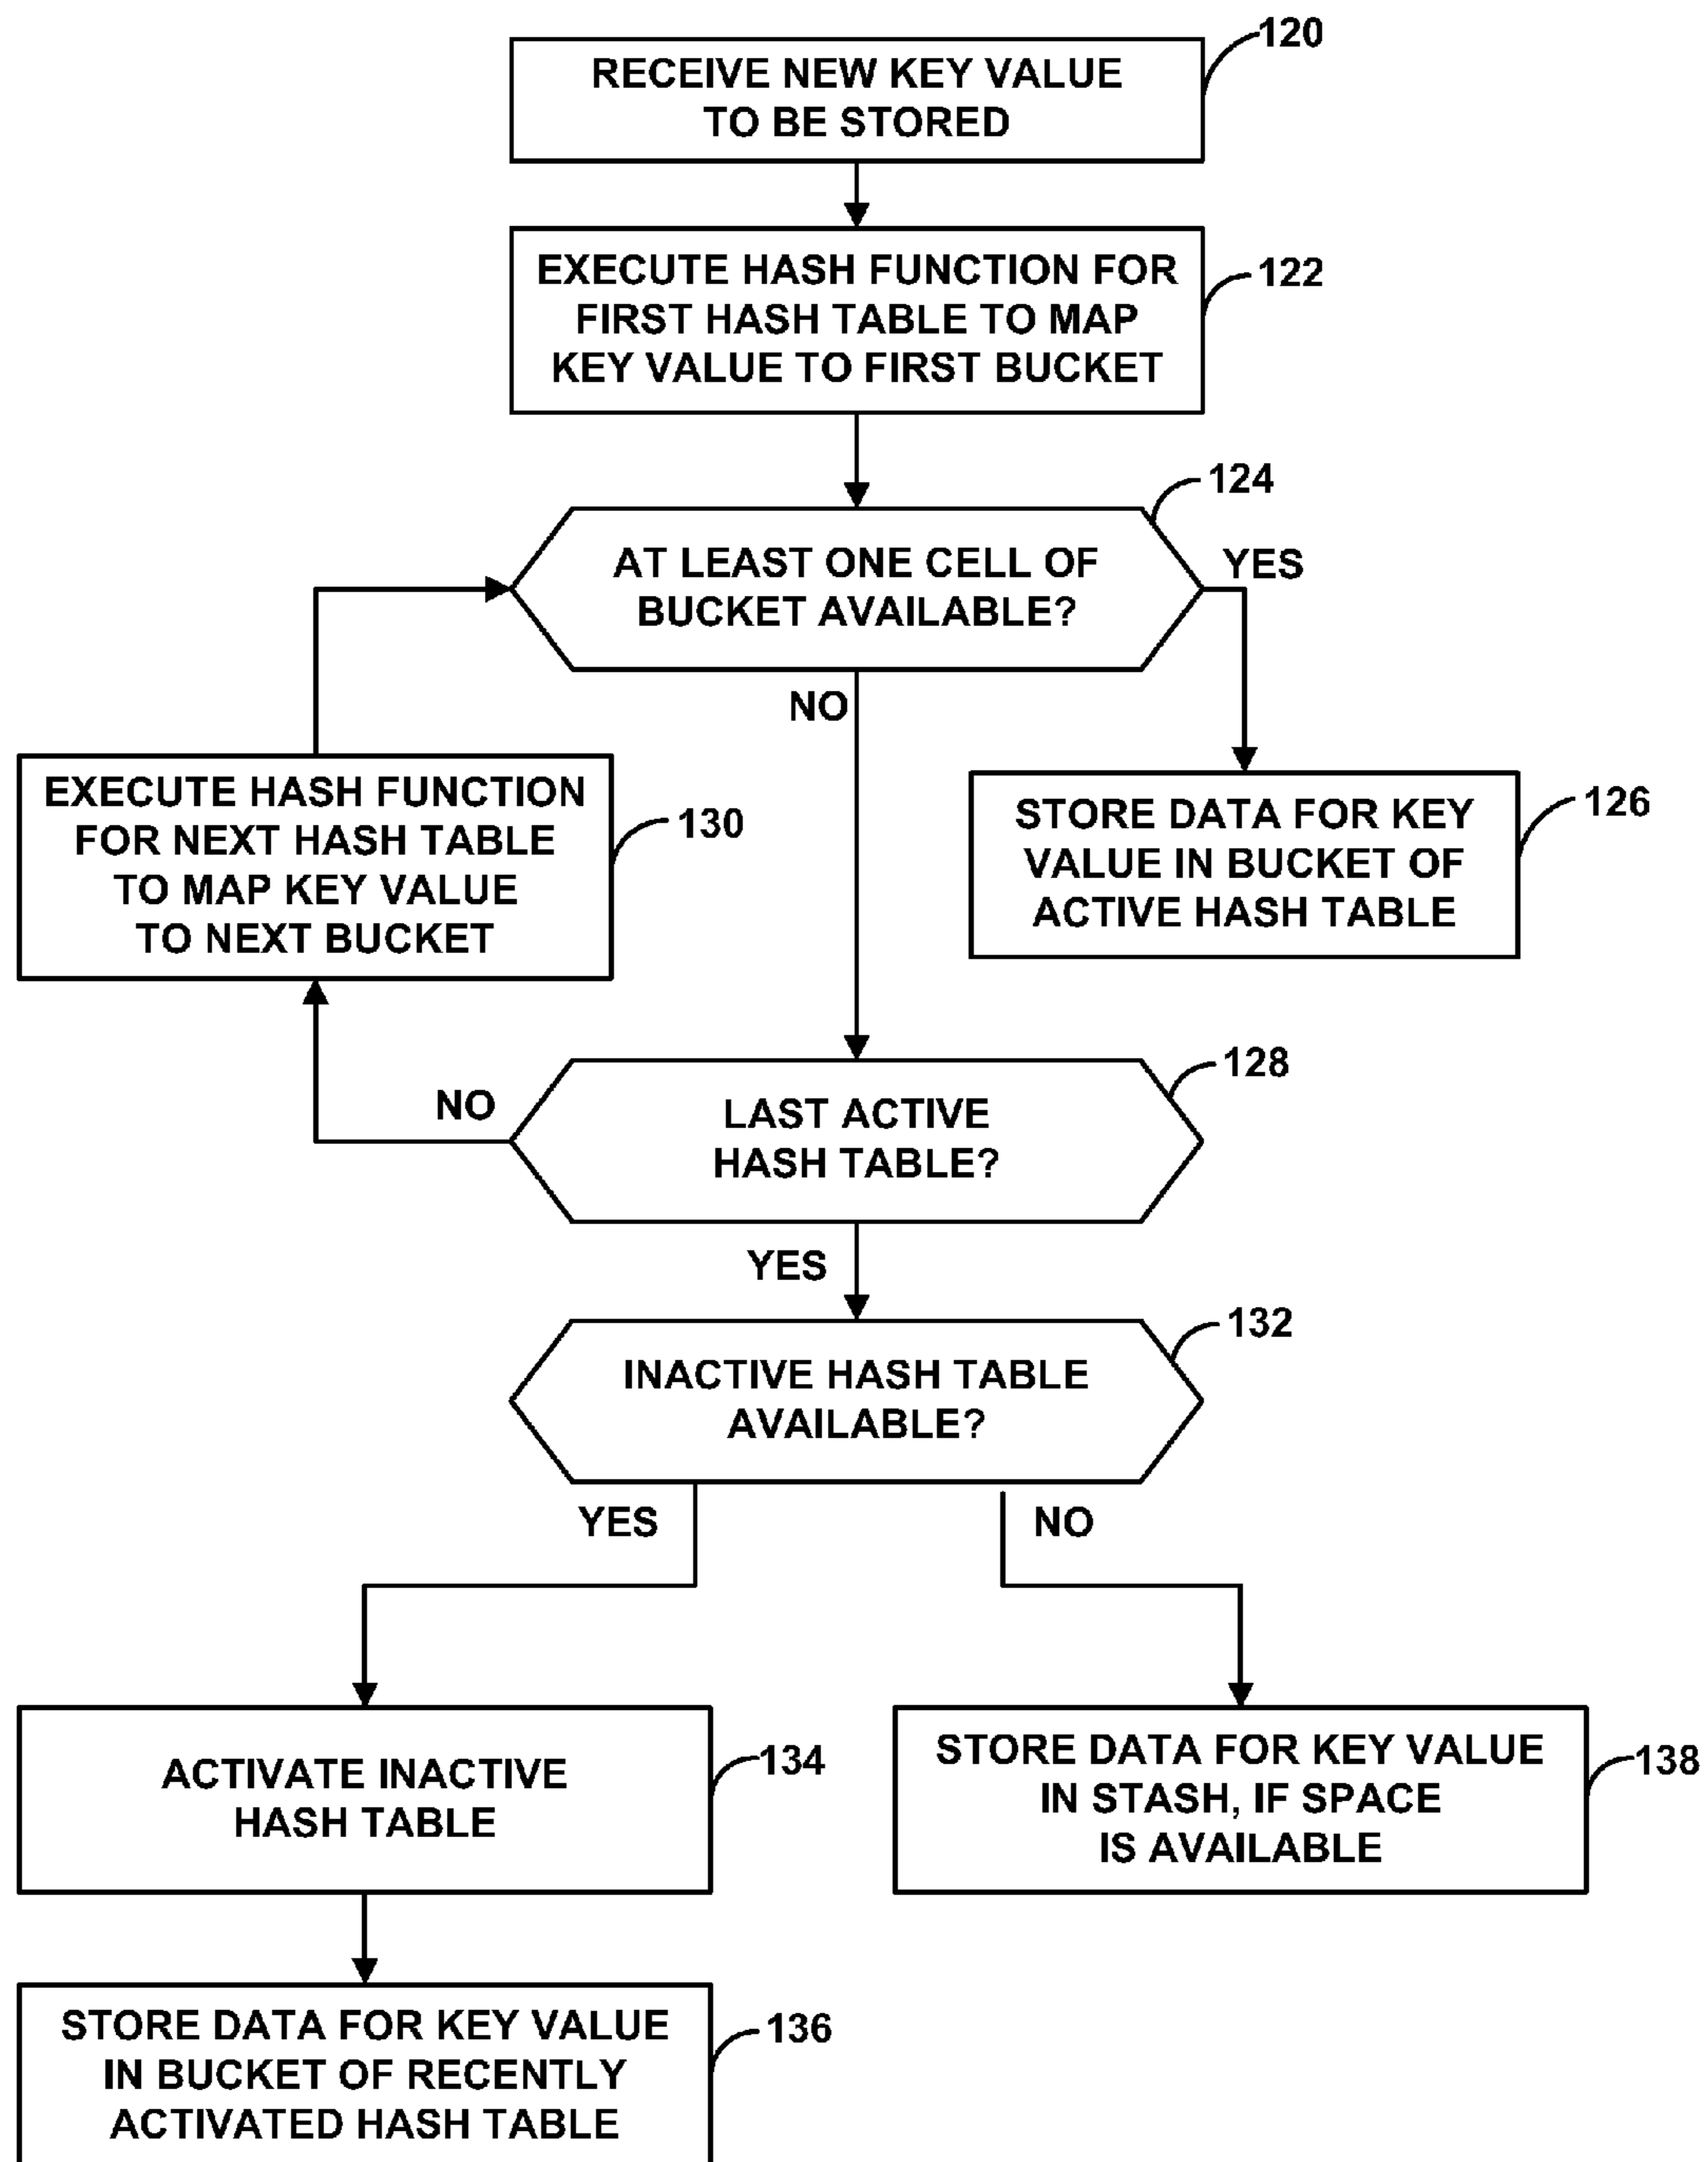 120
RECEIVE NEW KEY VALUE
TO BE STORED
122
EXECUTE HASH FUNCTION FOR
FIRST HASH TABLE TO MAP
KEY VALUE TO FIRST BUCKET
124
AT LEAST ONE CELL OF
BUCKET AVAILABLE?
YES
NO
126
STORE DATA FOR KEY
VALUE IN BUCKET OF
ACTIVE HASH TABLE
EXECUTE HASH FUNCTION
FOR NEXT HASH TABLE
TO MAP KEY VALUE
TO NEXT BUCKET
130
128
LAST ACTIVE
HASH TABLE?
NO
YES
132
INACTIVE HASH TABLE
AVAILABLE?
YES
NO
ACTIVATE INACTIVE
HASH TABLE
134
STORE DATA FOR KEY VALUE
IN STASH, IF SPACE
IS AVAILABLE
138
STORE DATA FOR KEY VALUE
IN BUCKET OF RECENTLY
ACTIVATED HASH TABLE
136